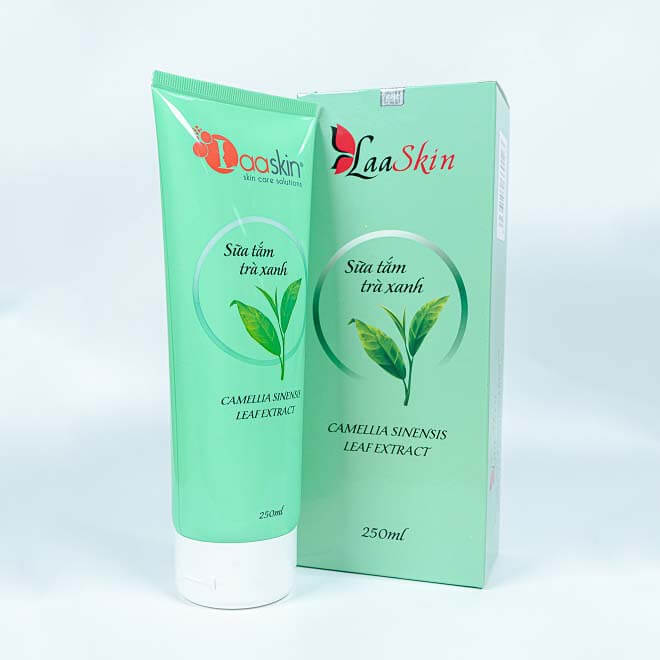 Laaskin®
skin care solutions
Sữa tắm
trà xanh
CAMELLIA SINENSIS
LEAF EXTRACT
250ml
LaaSkin
Sữa tắm
trà xanh
CAMELLIA SINENSIS
LEAF EXTRACT
250ml